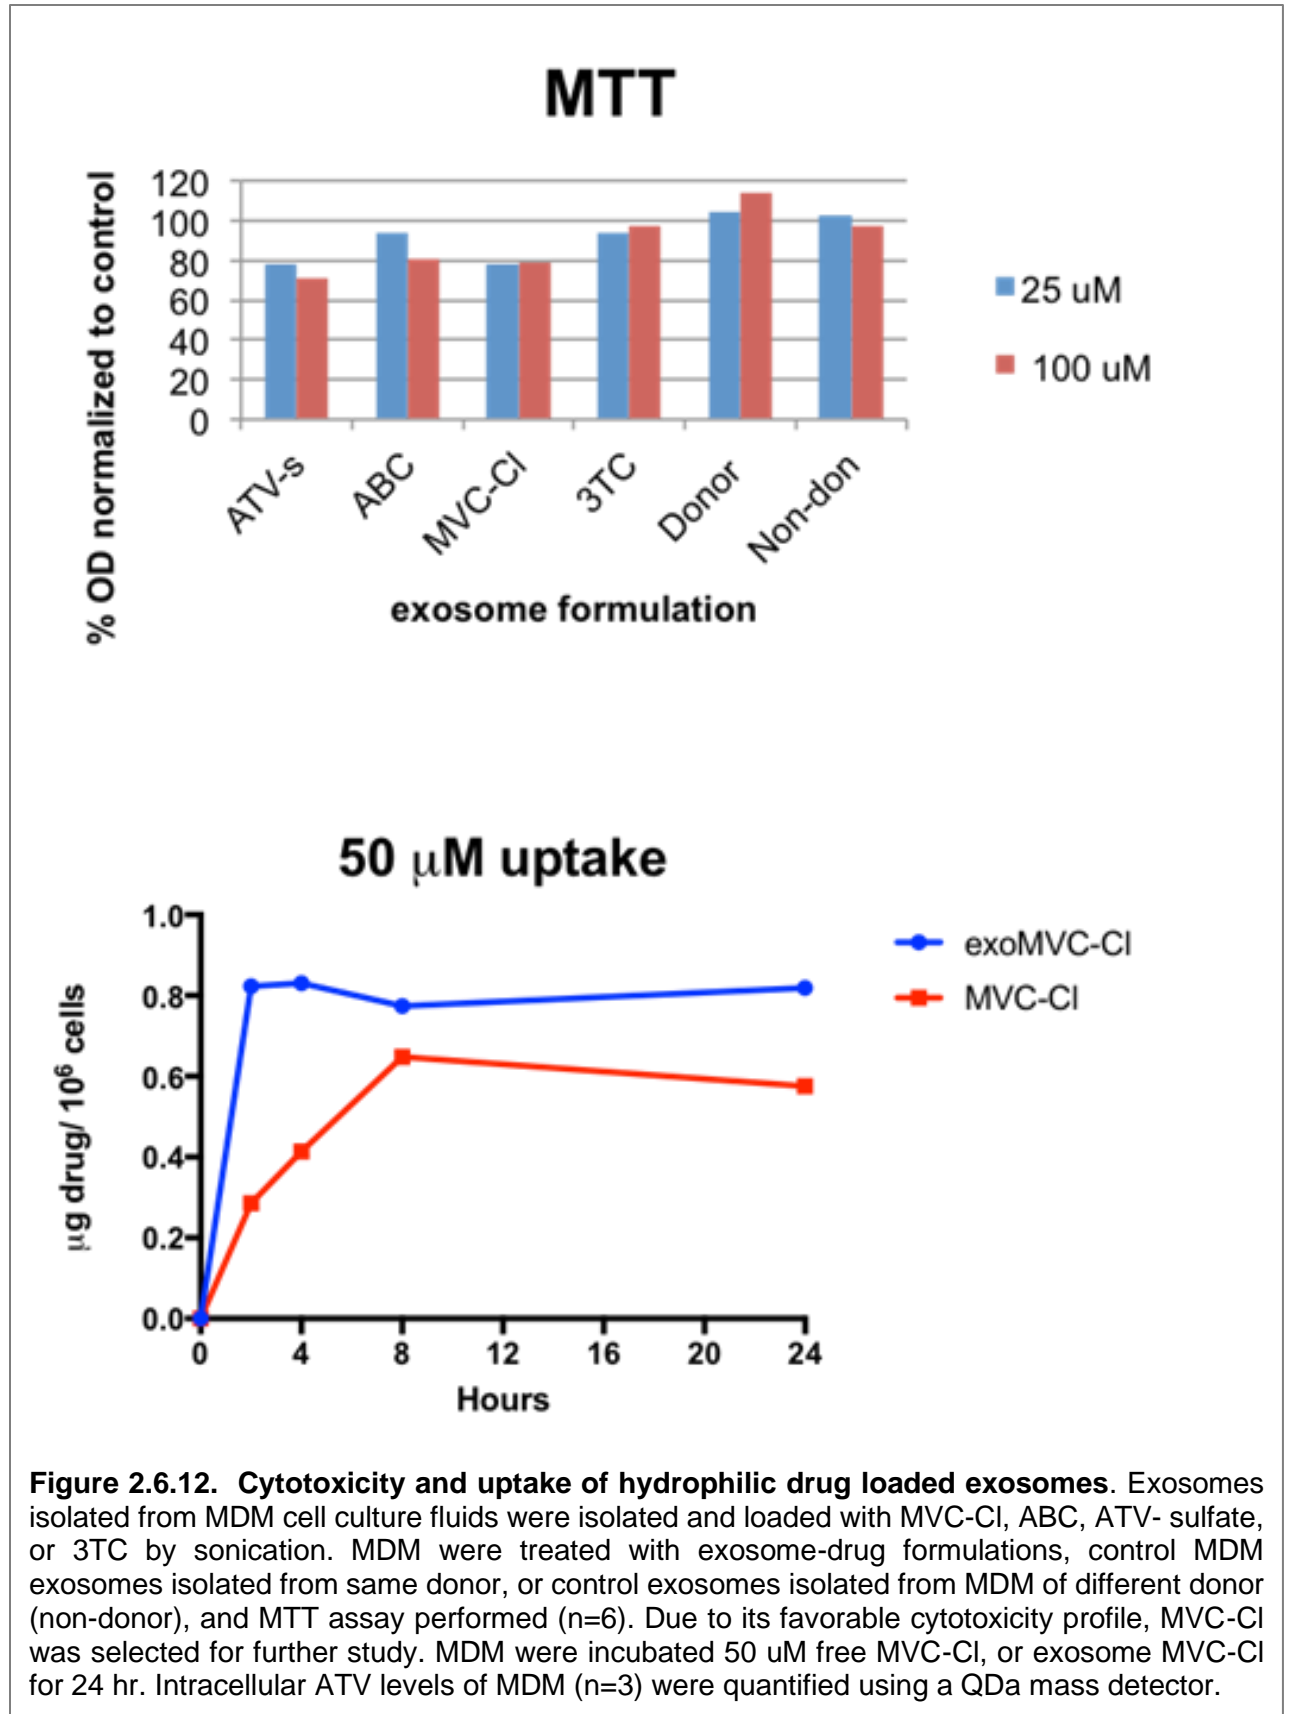 MTT
% OD normalized to control
120
100
80
60
40
20
0
ATV-s
ABC
MVC-Cl
3TC
Donor
Non-don
exosome formulation
25 uM
100 uM
50 µM uptake
µg drug/ 10⁶ cells
1.0
0.8
0.6
0.4
0.2
0.0
0 4 8 12 16 20 24
Hours
exoMVC-Cl
MVC-Cl
Figure 2.6.12. Cytotoxicity and uptake of hydrophilic drug loaded exosomes. Exosomes
isolated from MDM cell culture fluids were isolated and loaded with MVC-Cl, ABC, ATV- sulfate,
or 3TC by sonication. MDM were treated with exosome-drug formulations, control MDM
exosomes isolated from same donor, or control exosomes isolated from MDM of different donor
(non-donor), and MTT assay performed (n=6). Due to its favorable cytotoxicity profile, MVC-Cl
was selected for further study. MDM were incubated 50 uM free MVC-Cl, or exosome MVC-Cl
for 24 hr. Intracellular ATV levels of MDM (n=3) were quantified using a QDa mass detector.